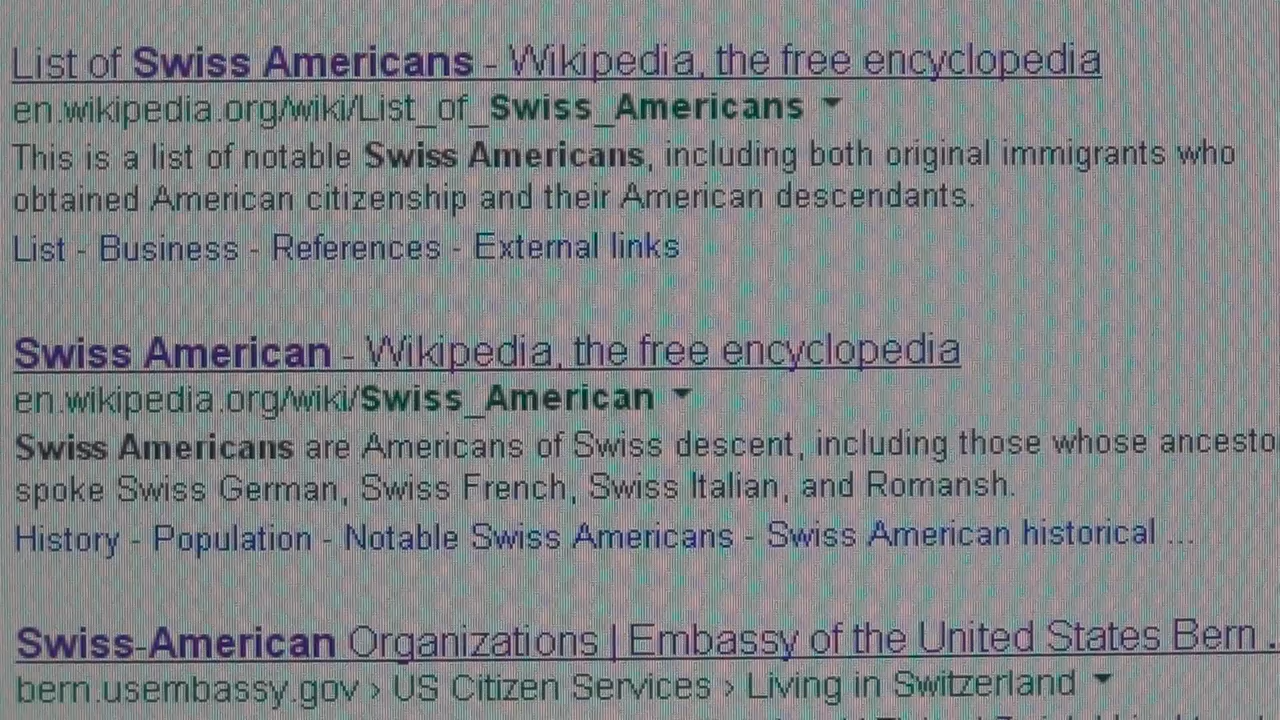 List of Swiss Americans - Wikipedia, the free encyclopedia
en.wikipedia.org/wiki/List_of_Swiss_Americans
This is a list of notable Swiss Americans, including both original immigrants who
obtained American citizenship and their American descendants.
List - Business - References - External links
Swiss American - Wikipedia, the free encyclopedia
en.wikipedia.org/wiki/Swiss_American
Swiss Americans are Americans of Swiss descent, including those whose ancesto
spoke Swiss German, Swiss French, Swiss Italian, and Romansh.
History - Population - Notable Swiss Americans - Swiss American historical ...
Swiss-American Organizations | Embassy of the United States Bern .
bern.usembassy.gov › US Citizen Services › Living in Switzerland